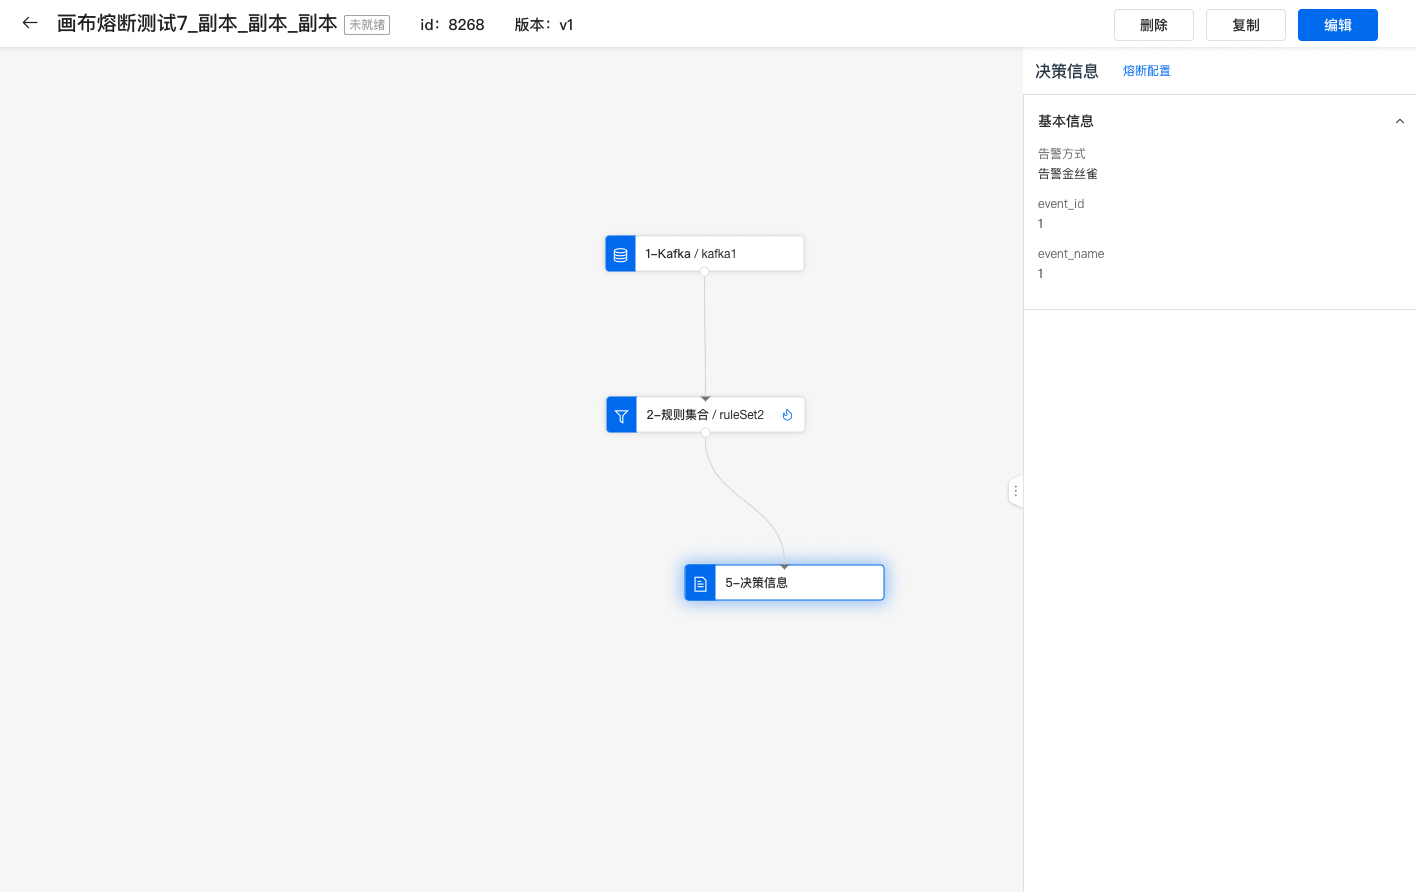 画布熔断测试7_副本_副本_副本 未就绪 id：8268 版本：v1 删除 复制 编辑
决策信息 熔断配置
基本信息
告警方式
告警金丝雀
event_id
1
event_name
1
1-Kafka / kafka1
2-规则集合 / ruleSet2
5-决策信息